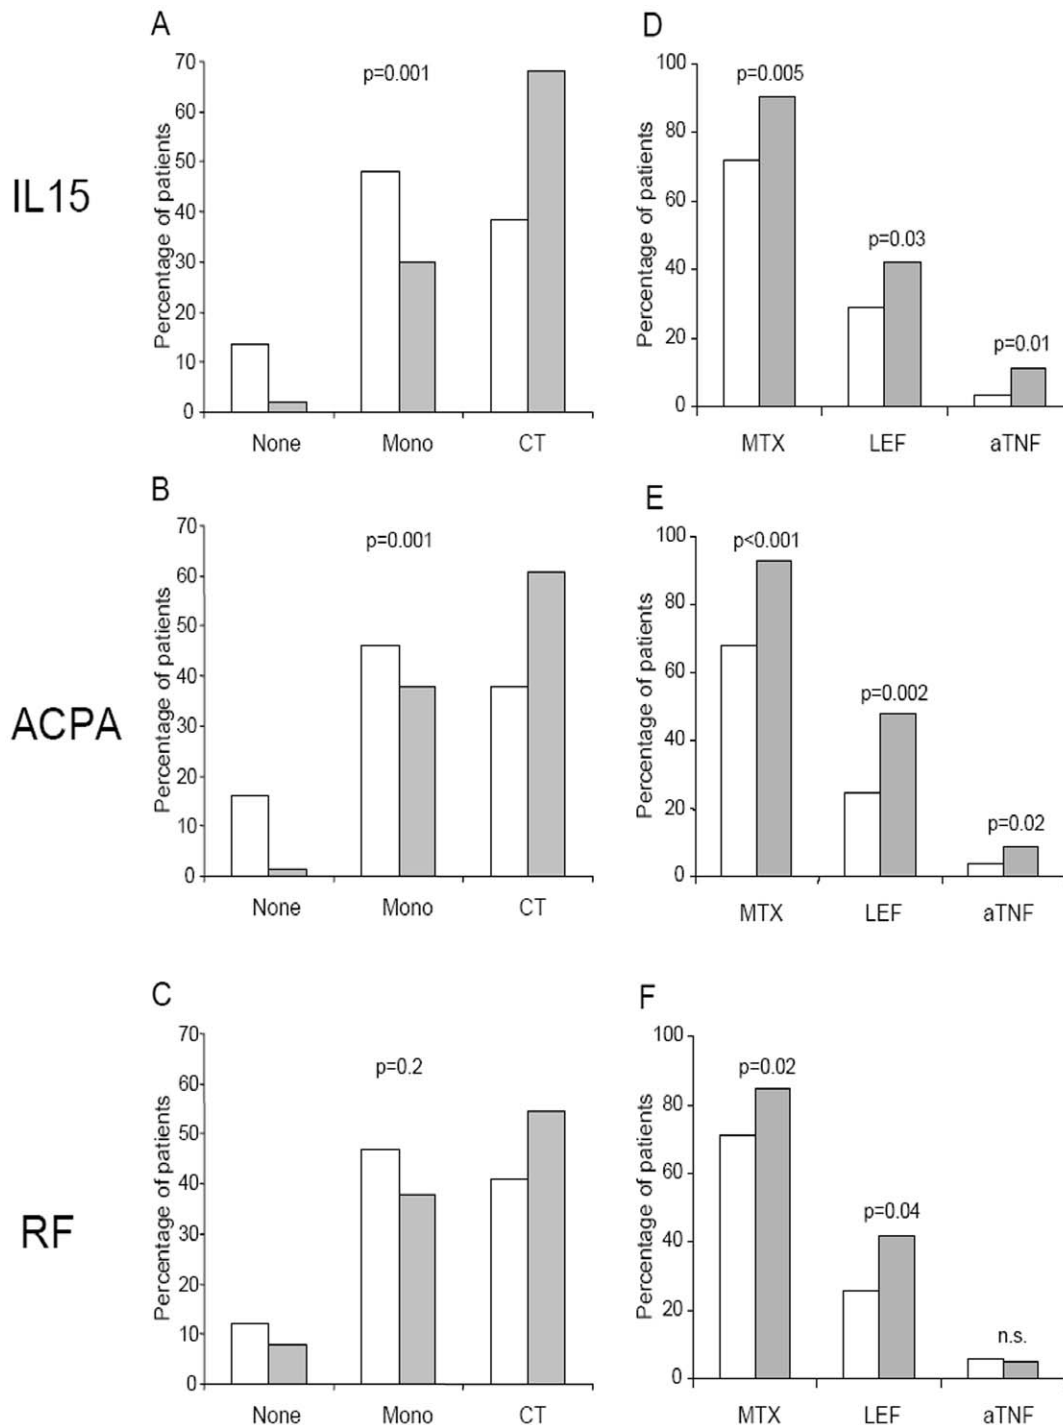 A
D
IL15
Percentage of patients
70
60
50
40
30
20
10
0
p=0.001
None Mono CT
Percentage of patients
100
80
60
40
20
0
p=0.005
p=0.03
p=0.01
MTX LEF aTNF
B
E
ACPA
Percentage of patients
70
60
50
40
30
20
10
0
p=0.001
None Mono CT
Percentage of patients
100
80
60
40
20
0
p<0.001
p=0.002
p=0.02
MTX LEF aTNF
C
F
RF
Percentage of patients
70
60
50
40
30
20
10
0
p=0.2
None Mono CT
Percentage of patients
100
80
60
40
20
0
p=0.02
p=0.04
n.s.
MTX LEF aTNF